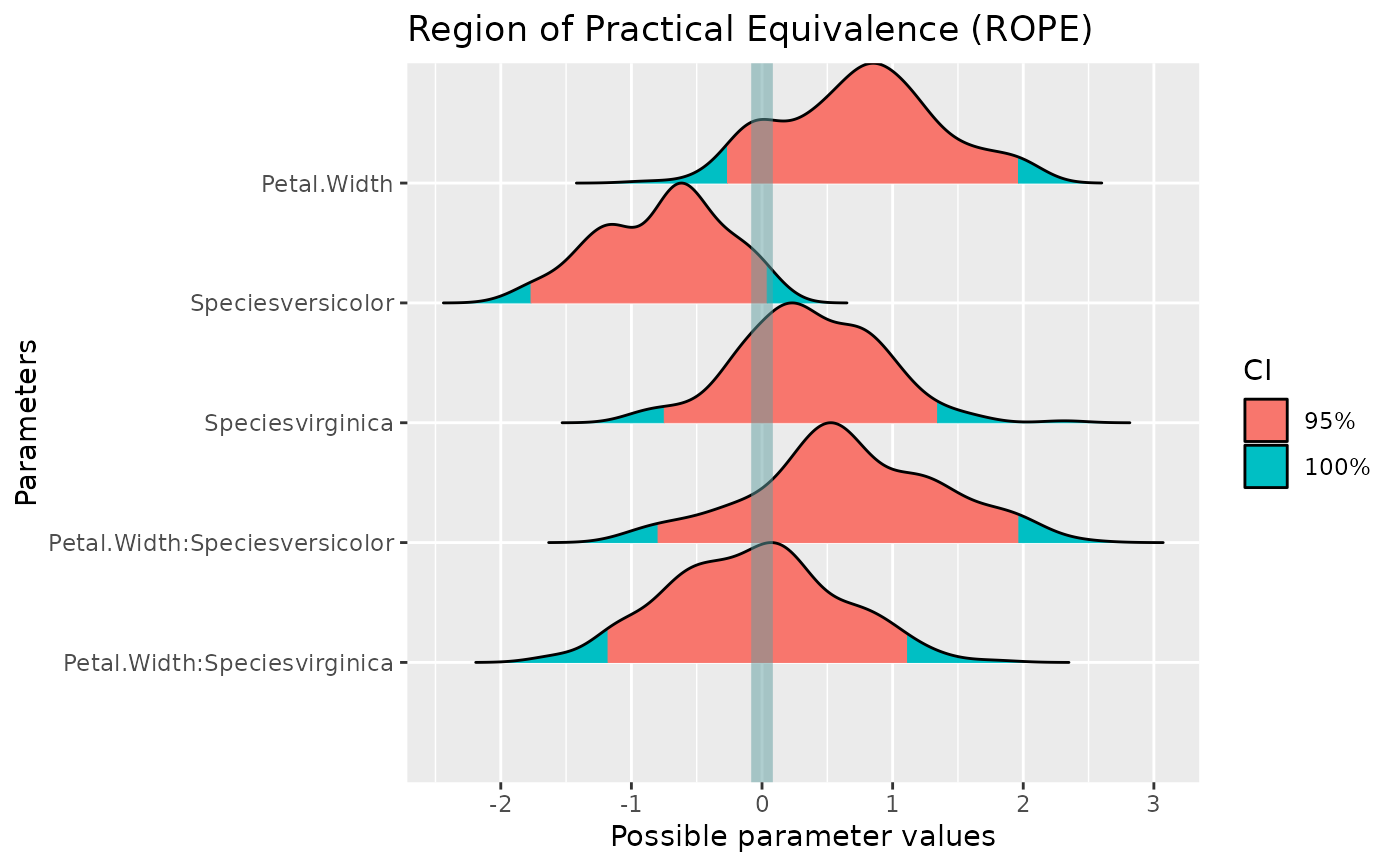 Region of Practical Equivalence (ROPE)
Parameters
Petal.Width
Speciesversicolor
Speciesvirginica
Petal.Width:Speciesversicolor
Petal.Width:Speciesvirginica
-2 -1 0 1 2 3
Possible parameter values
CI
95%
100%